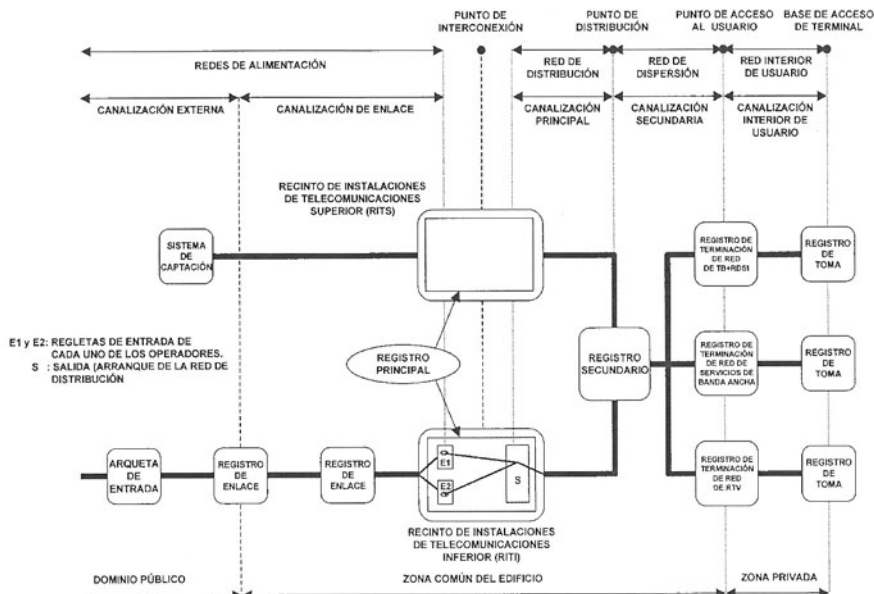 PUNTO DE
INTERCONEXIÓN
PUNTO DE
DISTRIBUCIÓN
PUNTO DE ACCESO
AL USUARIO
BASE DE ACCESO
DE TERMINAL
REDES DE ALIMENTACIÓN
RED DE
DISTRIBUCIÓN
RED DE
DISPERSIÓN
RED INTERIOR
DE USUARIO
CANALIZACIÓN EXTERNA
CANALIZACIÓN DE ENLACE
CANALIZACIÓN
PRINCIPAL
CANALIZACIÓN
SECUNDARIA
CANALIZACIÓN
INTERIOR DE
USUARIO
RECINTO DE INSTALACIONES
DE TELECOMUNICACIONES
SUPERIOR (RITS)
SISTEMA
DE
CAPTACIÓN
REGISTRO DE
TERMINACIÓN
DE RED
DE TB+RDSI
REGISTRO
DE
TOMA
E1 y E2: REGLETAS DE ENTRADA DE
CADA UNO DE LOS OPERADORES.
S : SALIDA (ARRANQUE DE LA RED DE
DISTRIBUCIÓN
REGISTRO
PRINCIPAL
REGISTRO
SECUNDARIO
REGISTRO DE
TERMINACIÓN
DE RED DE
SERVICIOS DE
BANDA ANCHA
REGISTRO
DE
TOMA
ARQUETA
DE
ENTRADA
REGISTRO
DE
ENLACE
REGISTRO
DE
ENLACE
E1
E2
S
REGISTRO DE
TERMINACIÓN
DE RED
DE RTV
REGISTRO
DE
TOMA
RECINTO DE INSTALACIONES
DE TELECOMUNICACIONES
INFERIOR (RITI)
DOMINIO PÚBLICO
ZONA COMÚN DEL EDIFICIO
ZONA PRIVADA